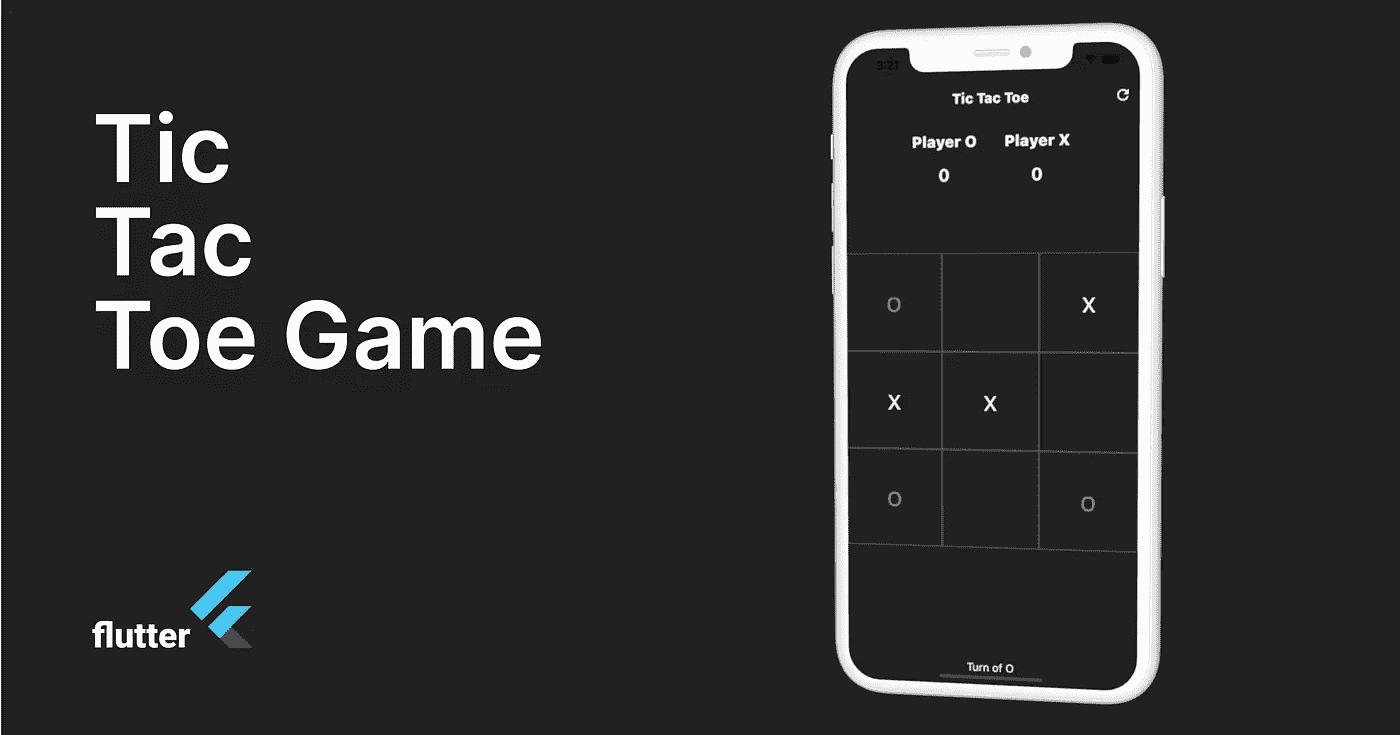 Tic
Tac
Toe Game
flutter
3:21
Tic Tac Toe
Player O Player X
0 0
O X
X X
O O
Turn of O